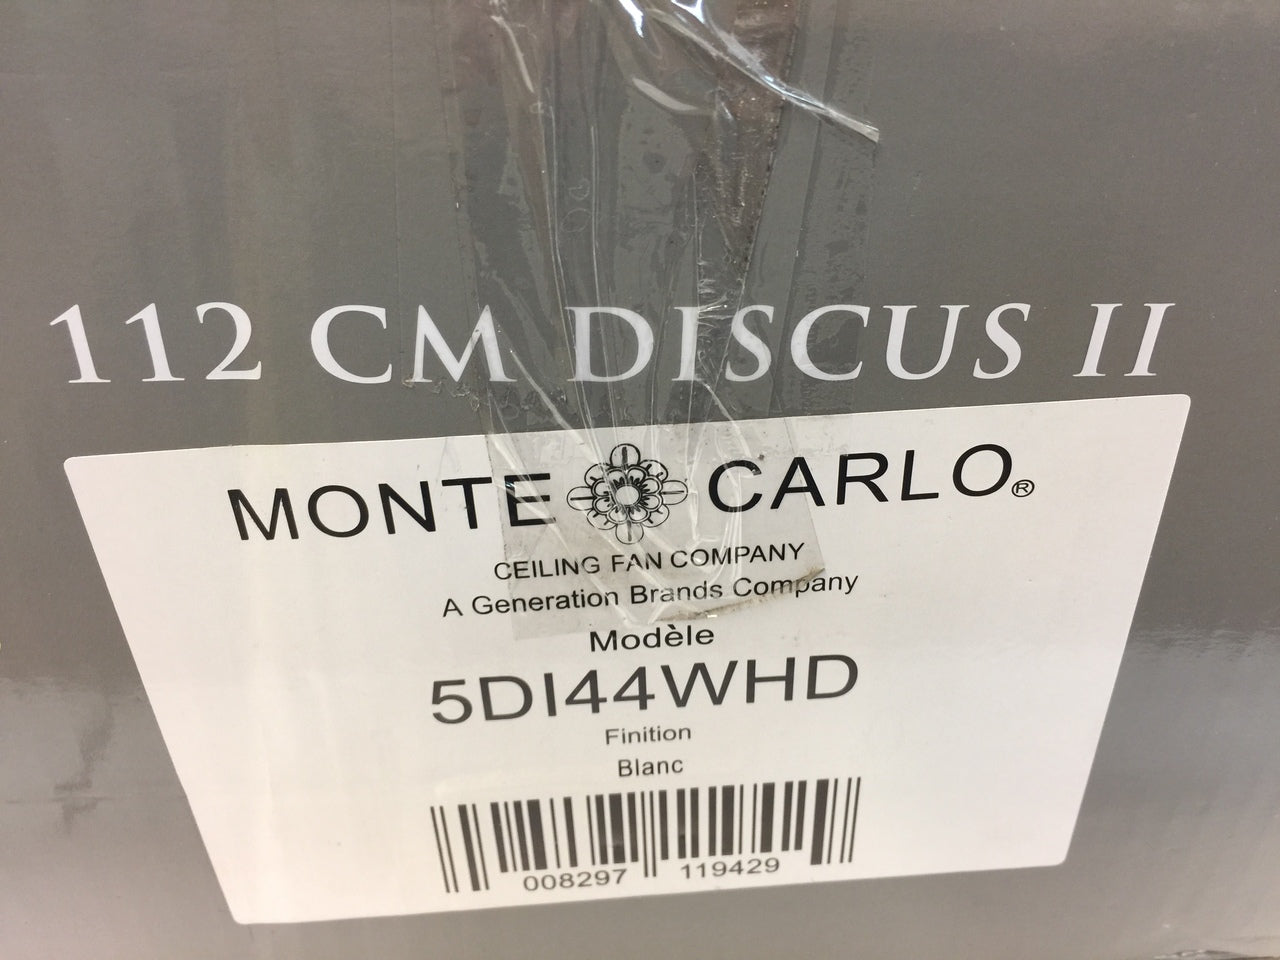 112 CM DISCUS II
MONTE CARLO®
CEILING FAN COMPANY
A Generation Brands Company
Modèle
5DI44WHD
Finition
Blanc
008297 119429